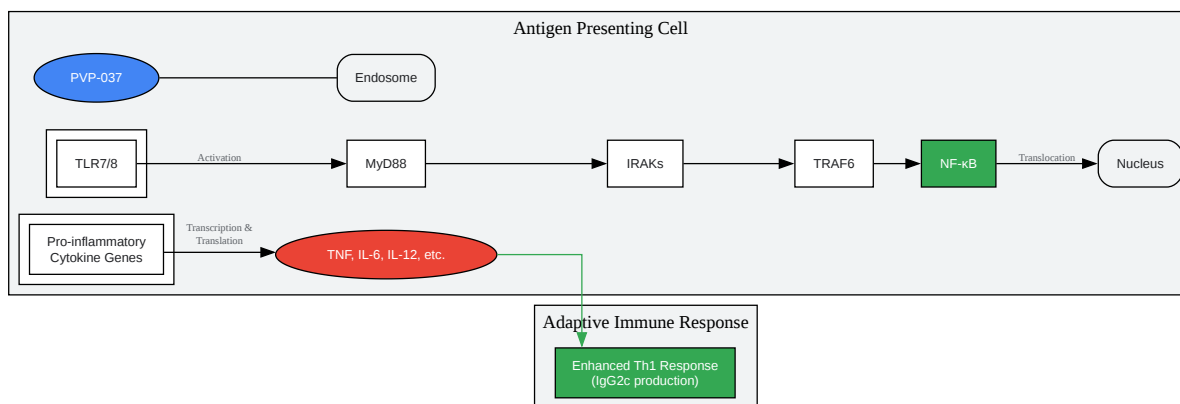 Antigen Presenting Cell
PVP-037
Endosome
TLR7/8
Activation
MyD88
IRAKs
TRAF6
NF-κB
Translocation
Nucleus
Pro-inflammatory
Cytokine Genes
Transcription &
Translation
TNF, IL-6, IL-12, etc.
Adaptive Immune Response
Enhanced Th1 Response
(IgG2c production)